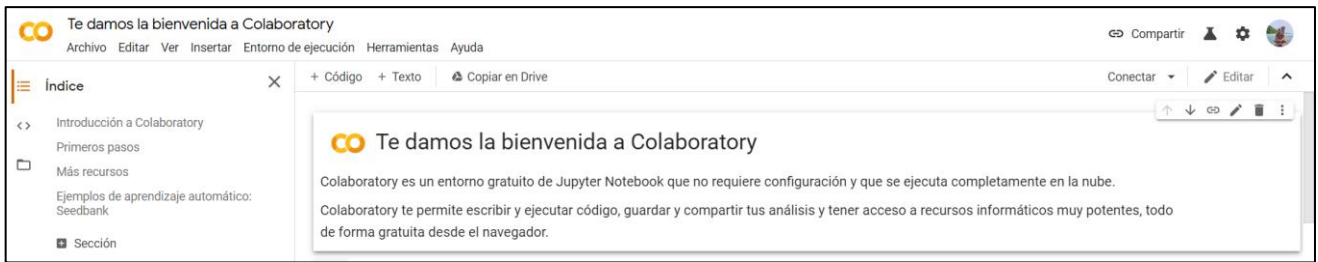 Te damos la bienvenida a Colaboratory
Archivo Editar Ver Insertar Entorno de ejecución Herramientas Ayuda
Compartir
Índice
+ Código + Texto Copiar en Drive
Conectar Editar
Introducción a Colaboratory
Primeros pasos
Más recursos
Ejemplos de aprendizaje automático:
Seedbank
Sección
CO Te damos la bienvenida a Colaboratory
Colaboratory es un entorno gratuito de Jupyter Notebook que no requiere configuración y que se ejecuta completamente en la nube.
Colaboratory te permite escribir y ejecutar código, guardar y compartir tus análisis y tener acceso a recursos informáticos muy potentes, todo
de forma gratuita desde el navegador.